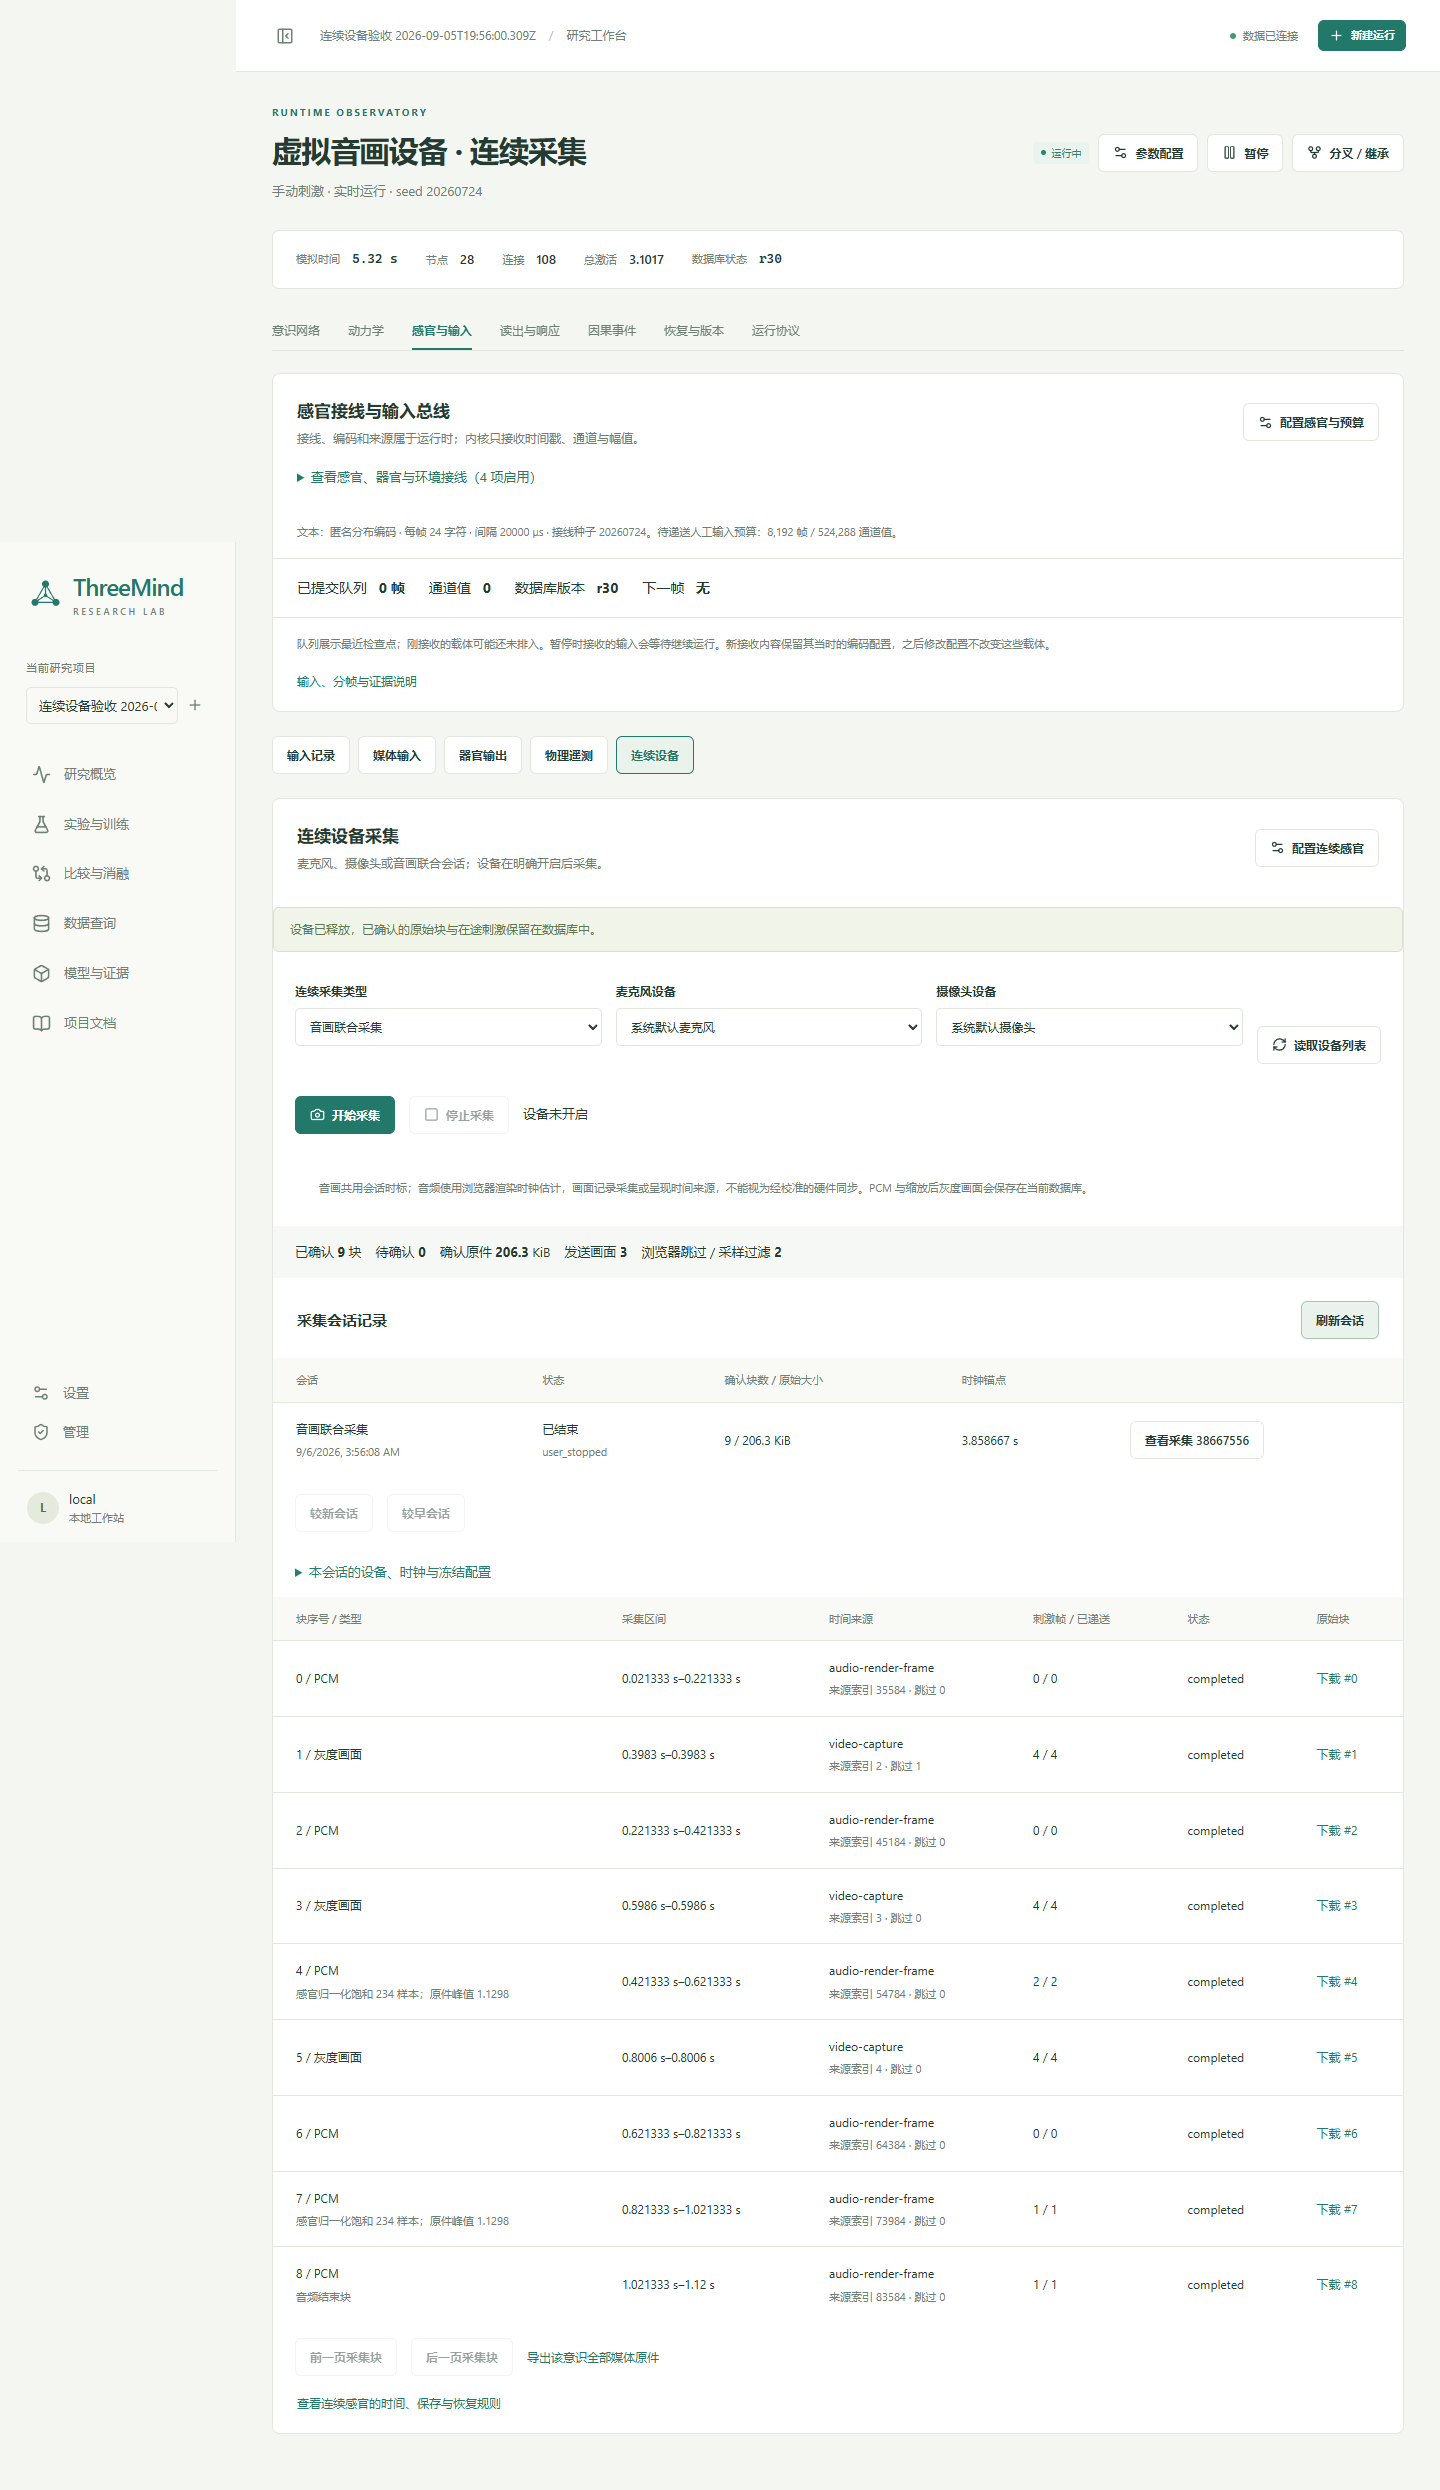 连续设备验收 2026-09-05T19:56:00.309Z / 研究工作台
数据已连接
新建运行
RUNTIME OBSERVATORY
虚拟音画设备 · 连续采集
运行中
参数配置
暂停
分叉 / 继承
手动刺激 · 实时运行 · seed 20260724
模拟时间 5.32 s 节点 28 连接 108 总激活 3.1017 数据库状态 r30
意识网络 动力学 感官与输入 读出与响应 因果事件 恢复与版本 运行协议
感官接线与输入总线
接线、编码和来源属于运行时；内核只接收时间戳、通道与幅值。
配置感官与预算
查看感官、器官与环境接线（4 项启用）
文本：匿名分布编码 · 每帧 24 字符 · 间隔 20000 µs · 接线种子 20260724。待递送人工输入预算：8,192 帧 / 524,288 通道值。
已提交队列 0 帧 通道值 0 数据库版本 r30 下一帧 无
队列展示最近检查点；刚接收的载体可能还未排入。暂停时接收的输入会等待继续运行。新接收内容保留其当时的编码配置，之后修改配置不改变这些载体。
输入、分帧与证据说明
ThreeMind
RESEARCH LAB
当前研究项目
连续设备验收 2026-0
研究概览
实验与训练
比较与消融
数据查询
模型与证据
项目文档
设置
管理
L
local
本地工作站
输入记录 媒体输入 器官输出 物理遥测 连续设备
连续设备采集
麦克风、摄像头或音画联合会话；设备在明确开启后采集。
配置连续感官
设备已释放，已确认的原始块与在途刺激保留在数据库中。
连续采集类型 麦克风设备 摄像头设备
音画联合采集 系统默认麦克风 系统默认摄像头 读取设备列表
开始采集 停止采集 设备未开启
音画共用会话时标；音频使用浏览器渲染时钟估计，画面记录采集或呈现时间来源，不能视为经校准的硬件同步。PCM 与缩放后灰度画面会保存在当前数据库。
已确认 9 块 待确认 0 确认原件 206.3 KiB 发送画面 3 浏览器跳过 / 采样过滤 2
采集会话记录
刷新会话
会话 状态 确认块数 / 原始大小 时钟锚点
音画联合采集 已结束 9 / 206.3 KiB 3.858667 s 查看采集 38667556
9/6/2026, 3:56:08 AM user_stopped
较新会话 较早会话
本会话的设备、时钟与冻结配置
块序号 / 类型 采集区间 时间来源 刺激帧 / 已递送 状态 原始块
0 / PCM 0.021333 s–0.221333 s audio-render-frame 0 / 0 completed 下载 #0
来源索引 35584 · 跳过 0
1 / 灰度画面 0.3983 s–0.3983 s video-capture 4 / 4 completed 下载 #1
来源索引 2 · 跳过 1
2 / PCM 0.221333 s–0.421333 s audio-render-frame 0 / 0 completed 下载 #2
来源索引 45184 · 跳过 0
3 / 灰度画面 0.5986 s–0.5986 s video-capture 4 / 4 completed 下载 #3
来源索引 3 · 跳过 0
4 / PCM 0.421333 s–0.621333 s audio-render-frame 2 / 2 completed 下载 #4
感官归一化饱和 234 样本；原件峰值 1.1298 来源索引 54784 · 跳过 0
5 / 灰度画面 0.8006 s–0.8006 s video-capture 4 / 4 completed 下载 #5
来源索引 4 · 跳过 0
6 / PCM 0.621333 s–0.821333 s audio-render-frame 0 / 0 completed 下载 #6
来源索引 64384 · 跳过 0
7 / PCM 0.821333 s–1.021333 s audio-render-frame 1 / 1 completed 下载 #7
感官归一化饱和 234 样本；原件峰值 1.1298 来源索引 73984 · 跳过 0
8 / PCM 1.021333 s–1.12 s audio-render-frame 1 / 1 completed 下载 #8
音频结束块 来源索引 83584 · 跳过 0
前一页采集块 后一页采集块 导出该意识全部媒体原件
查看连续感官的时间、保存与恢复规则